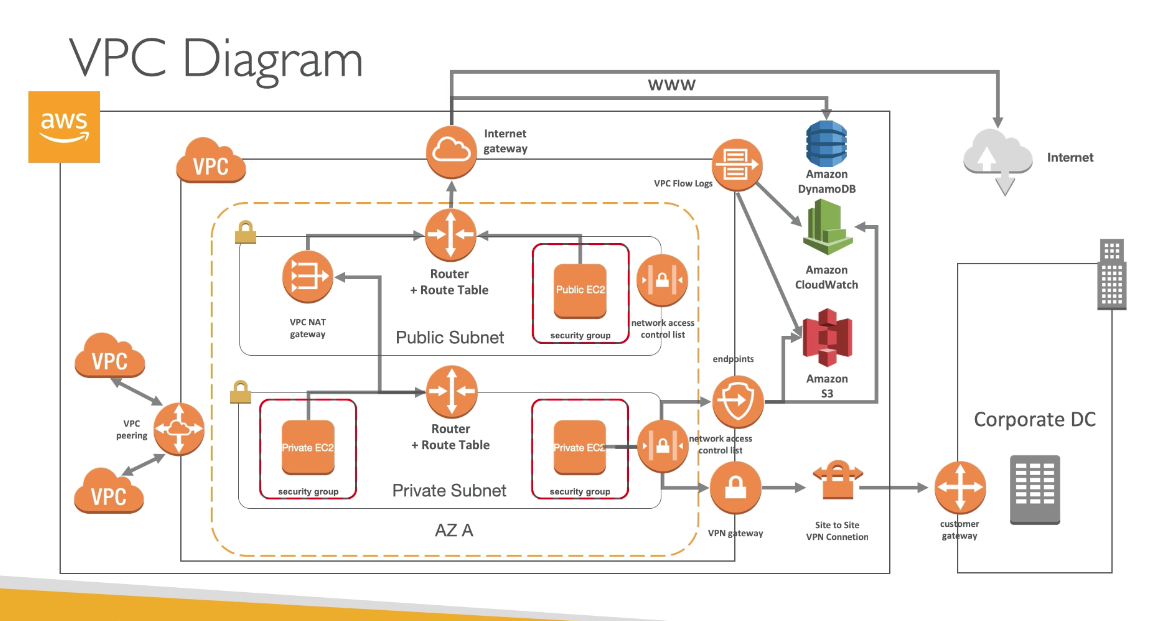 VPC Diagram
WWW
aws
Internet
gateway
VPC
VPC Flow Logs
Amazon
DynamoDB
Internet
Router
+ Route Table
Public EC2
VPC NAT
gateway
Public Subnet
security group
network access
control list
Amazon
CloudWatch
Amazon
S3
endpoints
VPC
VPC
peering
VPC
Router
+ Route Table
Private EC2
security group
Private Subnet
Private EC2
security group
network access
control list
AZ A
VPN gateway
Site to Site
VPN Connetion
customer
gateway
Corporate DC